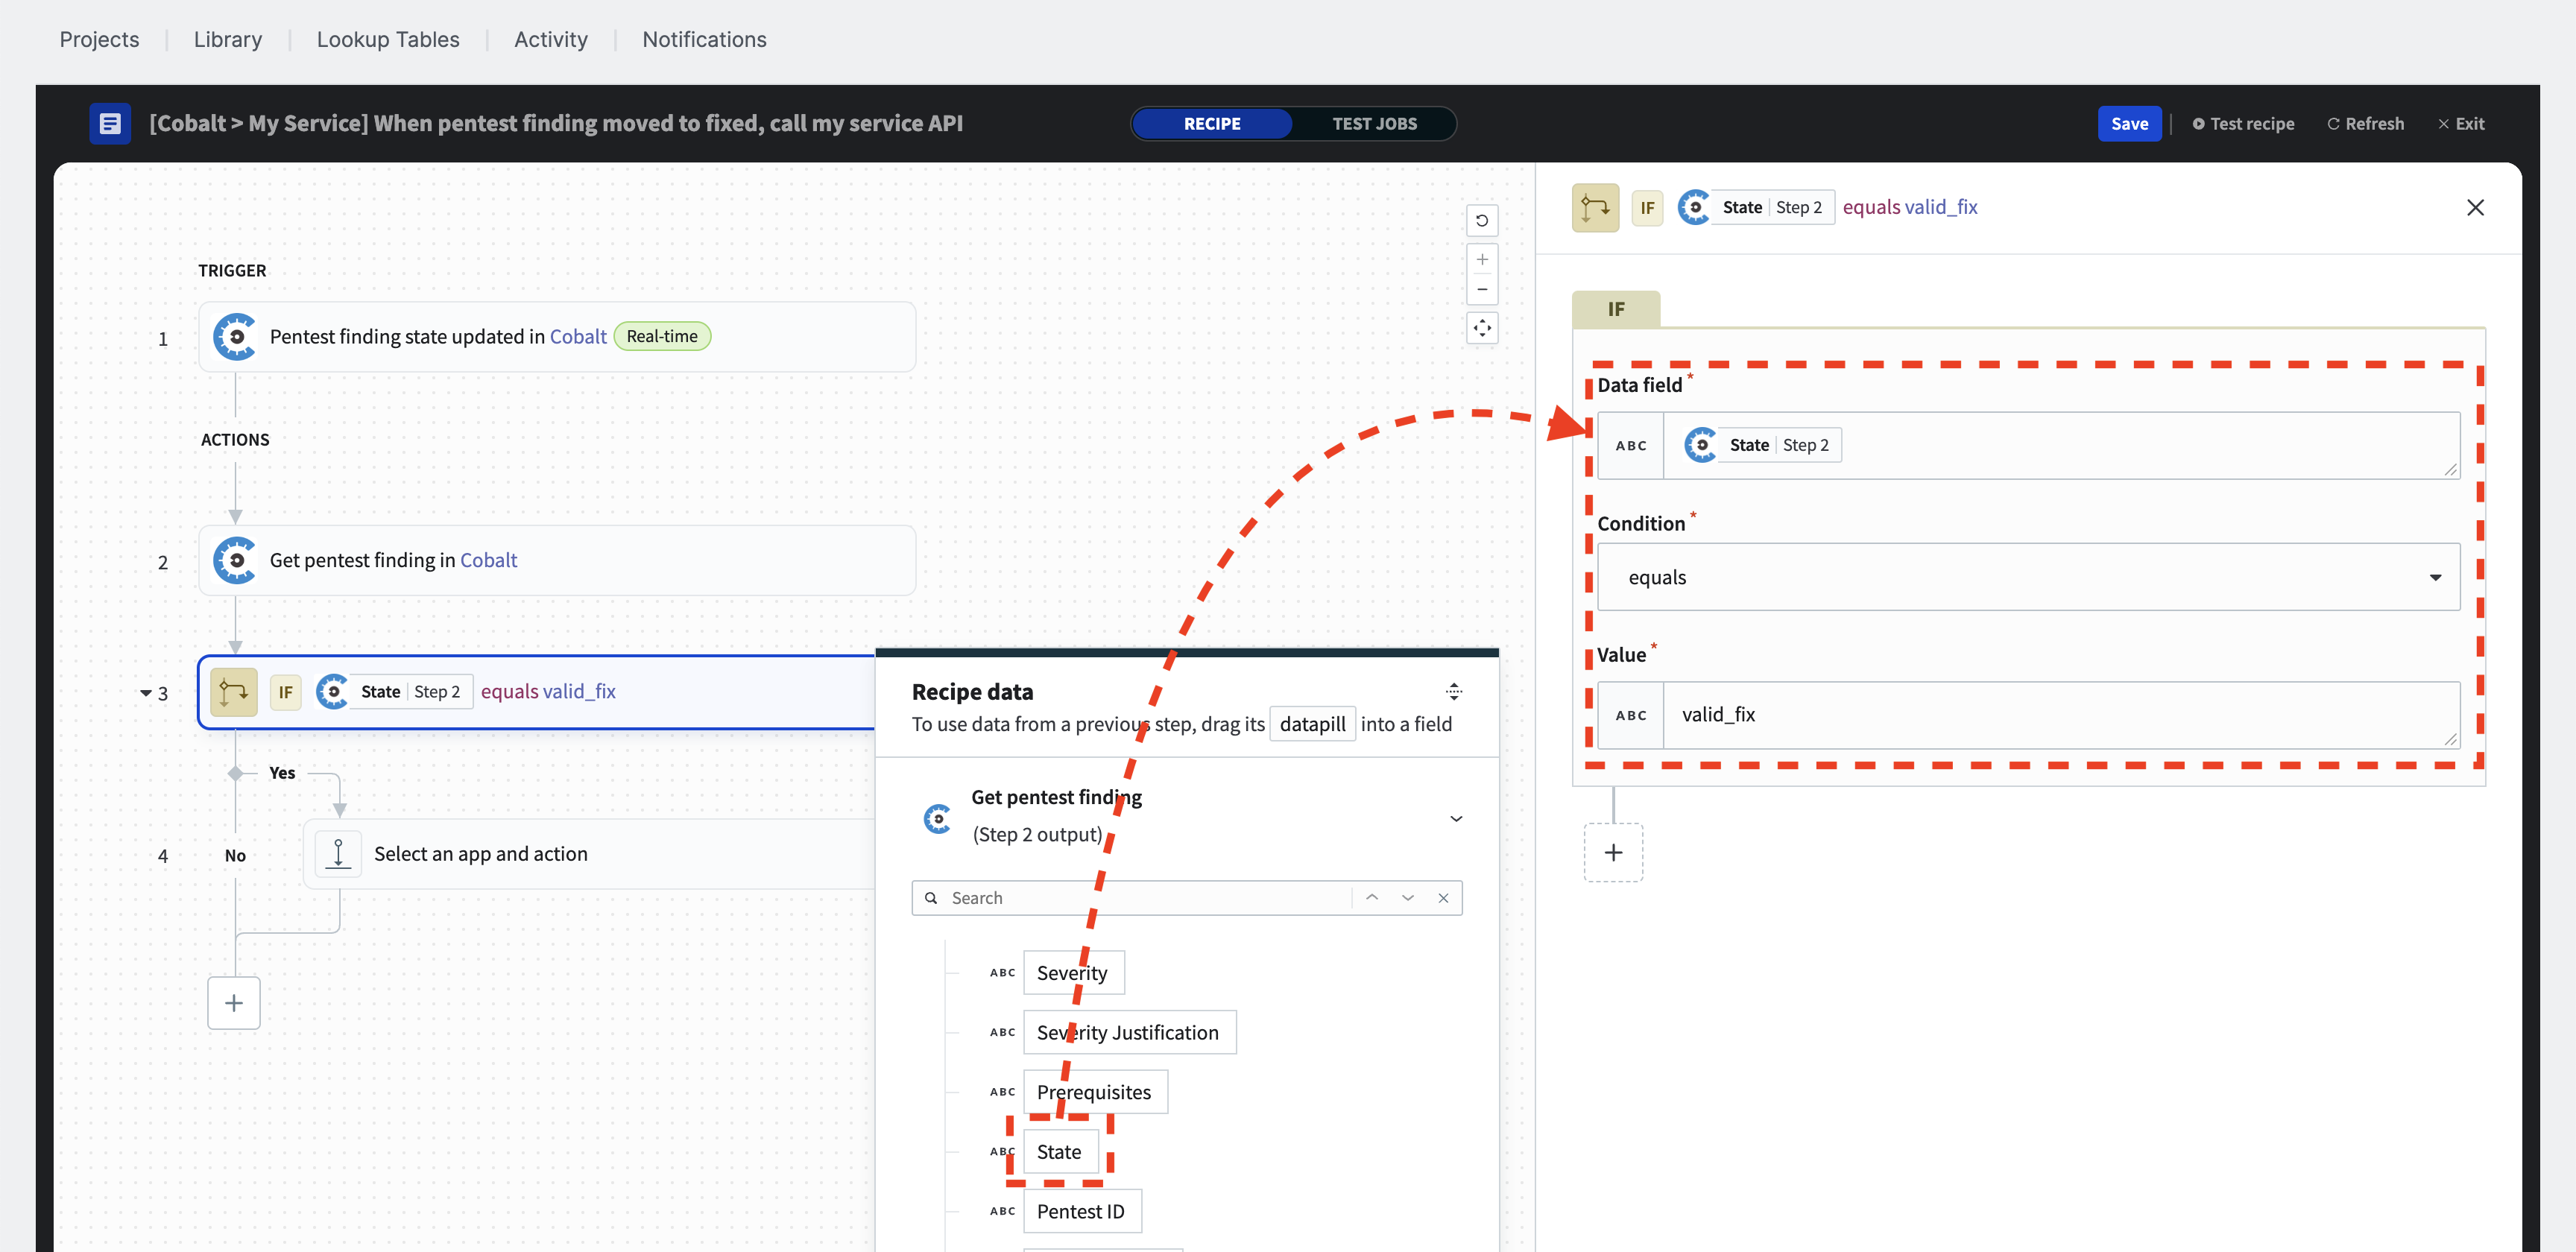 Projects | Library | Lookup Tables | Activity | Notifications
[Cobalt > My Service] When pentest finding moved to fixed, call my service API
RECIPE TEST JOBS
Save | Test recipe Refresh Exit
IF State | Step 2 equals valid_fix
TRIGGER
1 Pentest finding state updated in Cobalt Real-time
ACTIONS
2 Get pentest finding in Cobalt
3 IF State | Step 2 equals valid_fix
Yes
4 No Select an app and action
Recipe data
To use data from a previous step, drag its datapill into a field
Get pentest finding
(Step 2 output)
Search
ABC Severity
ABC Severity Justification
ABC Prerequisites
ABC State
ABC Pentest ID
IF
Data field *
ABC State | Step 2
Condition *
equals
Value *
ABC valid_fix